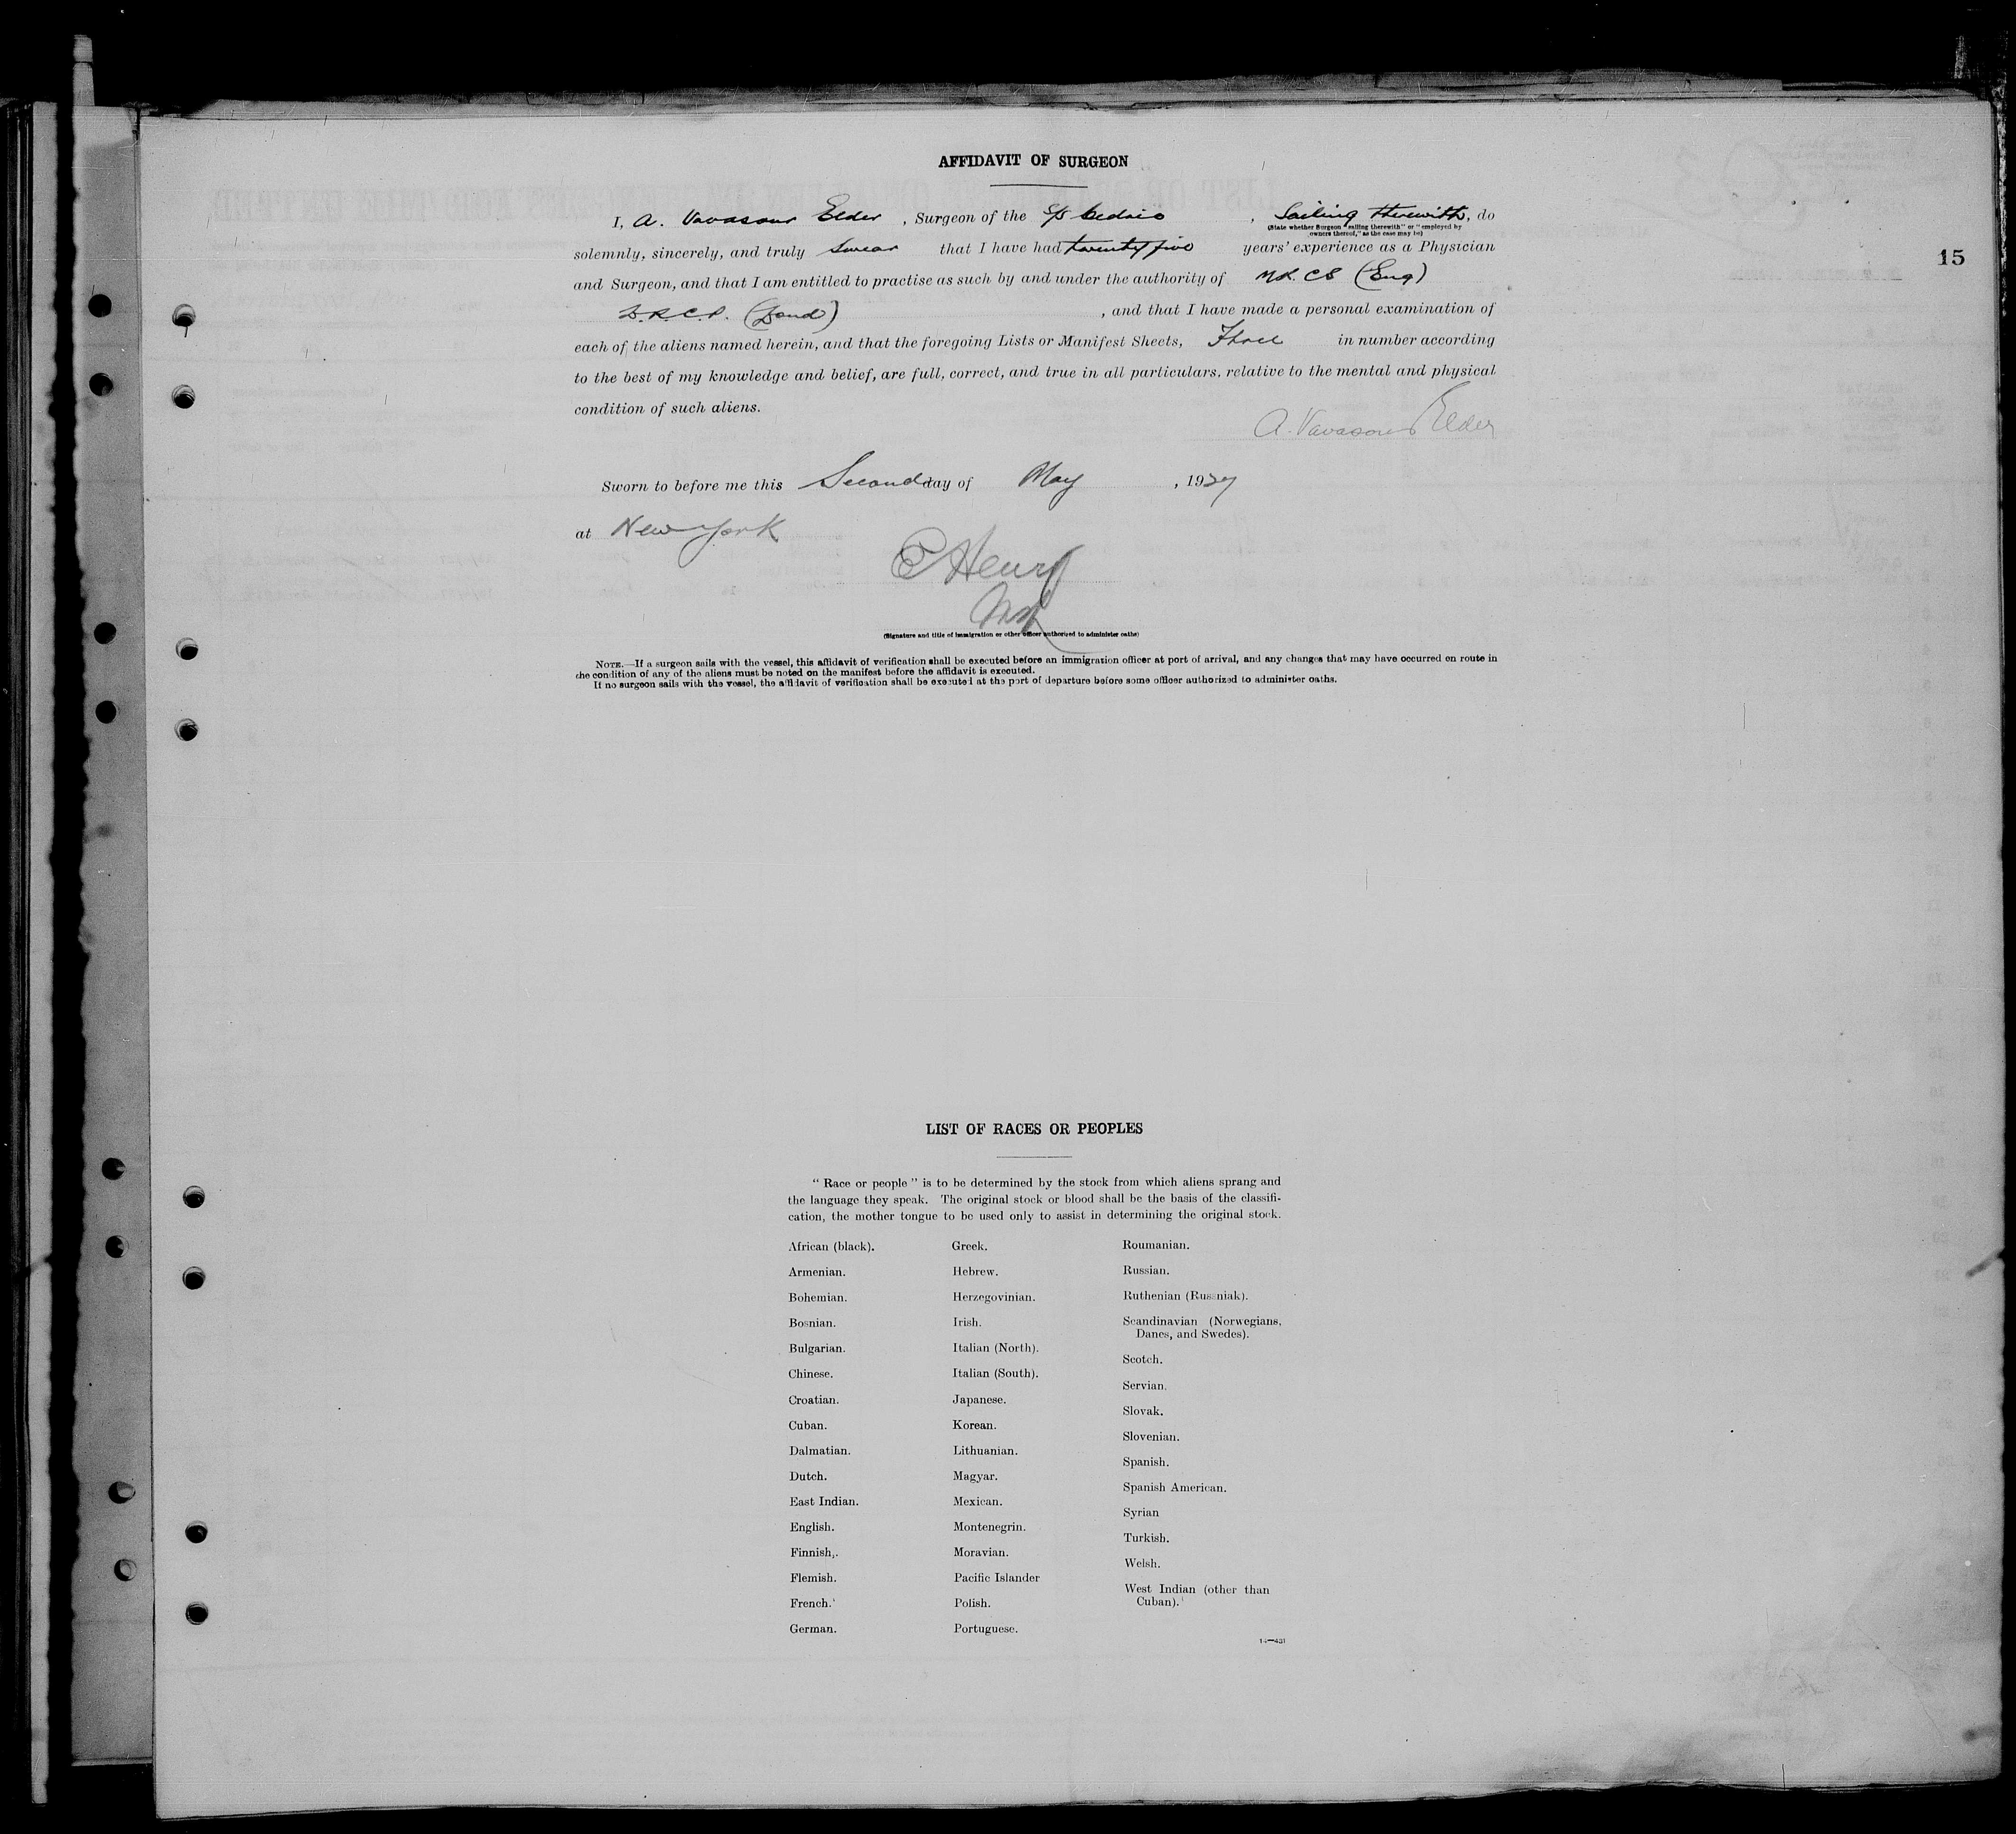 AFFIDAVIT OF SURGEON
15
I, A. Vavasour Elder, Surgeon of the S/S Cedric, Sailing therewith, do
(State whether Surgeon "sailing therewith" or "employed by
owners thereof," as the case may be)
solemnly, sincerely, and truly Swear that I have had twenty five years' experience as a Physician
and Surgeon, and that I am entitled to practise as such by and under the authority of M.R.CS (Eng)
L.R.C.P. (Lond), and that I have made a personal examination of
each of the aliens named herein, and that the foregoing Lists or Manifest Sheets, Three in number according
to the best of my knowledge and belief, are full, correct, and true in all particulars, relative to the mental and physical
condition of such aliens.
A. Vavasour Elder
Sworn to before me this Second day of May, 1927
at New York
Henry
(Signature and title of immigration or other officer authorized to administer oaths)
NOTE.—If a surgeon sails with the vessel, this affidavit of verification shall be executed before an immigration officer at port of arrival, and any changes that may have occurred en route in
the condition of any of the aliens must be noted on the manifest before the affidavit is executed.
If no surgeon sails with the vessel, the affidavit of verification shall be executed at the port of departure before some officer authorized to administer oaths.
LIST OF RACES OR PEOPLES
"Race or people" is to be determined by the stock from which aliens sprang and
the language they speak. The original stock or blood shall be the basis of the classifi-
cation, the mother tongue to be used only to assist in determining the original stock.
African (black).
Armenian.
Bohemian.
Bosnian.
Bulgarian.
Chinese.
Croatian.
Cuban.
Dalmatian.
Dutch.
East Indian.
English.
Finnish.
Flemish.
French.
German.
Greek.
Hebrew.
Herzegovinian.
Irish.
Italian (North).
Italian (South).
Japanese.
Korean.
Lithuanian.
Magyar.
Mexican.
Montenegrin.
Moravian.
Pacific Islander
Polish.
Portuguese.
Roumanian.
Russian.
Ruthenian (Russniak).
Scandinavian (Norwegians,
Danes, and Swedes).
Scotch.
Servian.
Slovak.
Slovenian.
Spanish.
Spanish American.
Syrian
Turkish.
Welsh.
West Indian (other than
Cuban).
14—431